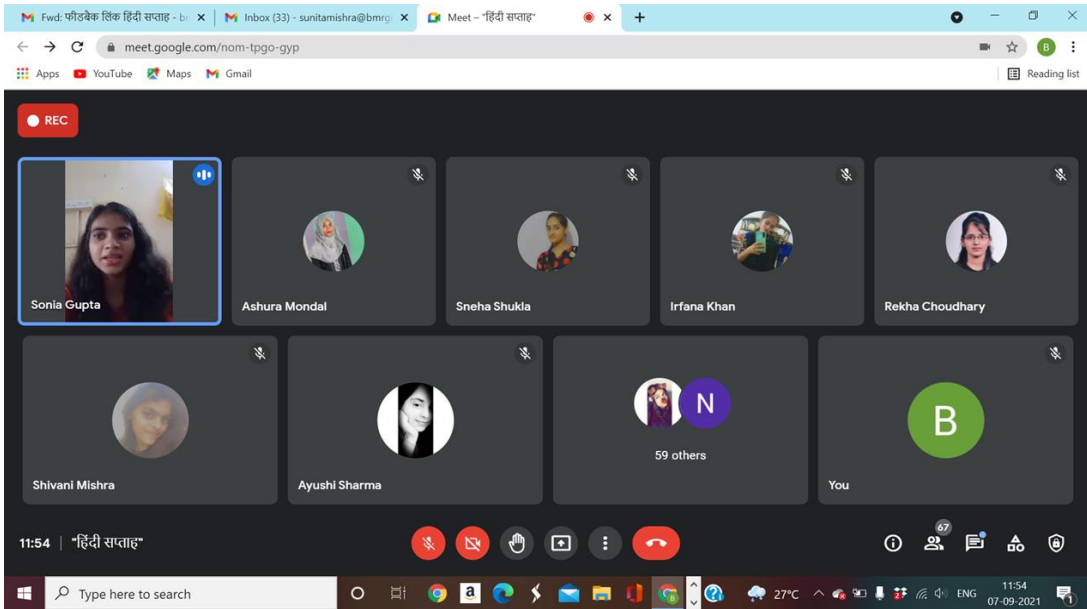 Fwd: फीडबैक लिंक हिंदी सप्ताह - br
Inbox (33) - sunitamishra@bmrg
Meet – "हिंदी सप्ताह"
meet.google.com/nom-tpgo-gyp
B
Apps
YouTube
Maps
Gmail
Reading list
REC
Sonia Gupta
Ashura Mondal
Sneha Shukla
Irfana Khan
Rekha Choudhary
Shivani Mishra
Ayushi Sharma
N
59 others
B
You
11:54 | "हिंदी सप्ताह"
67
Type here to search
27°C
ENG
11:54
07-09-2021
1